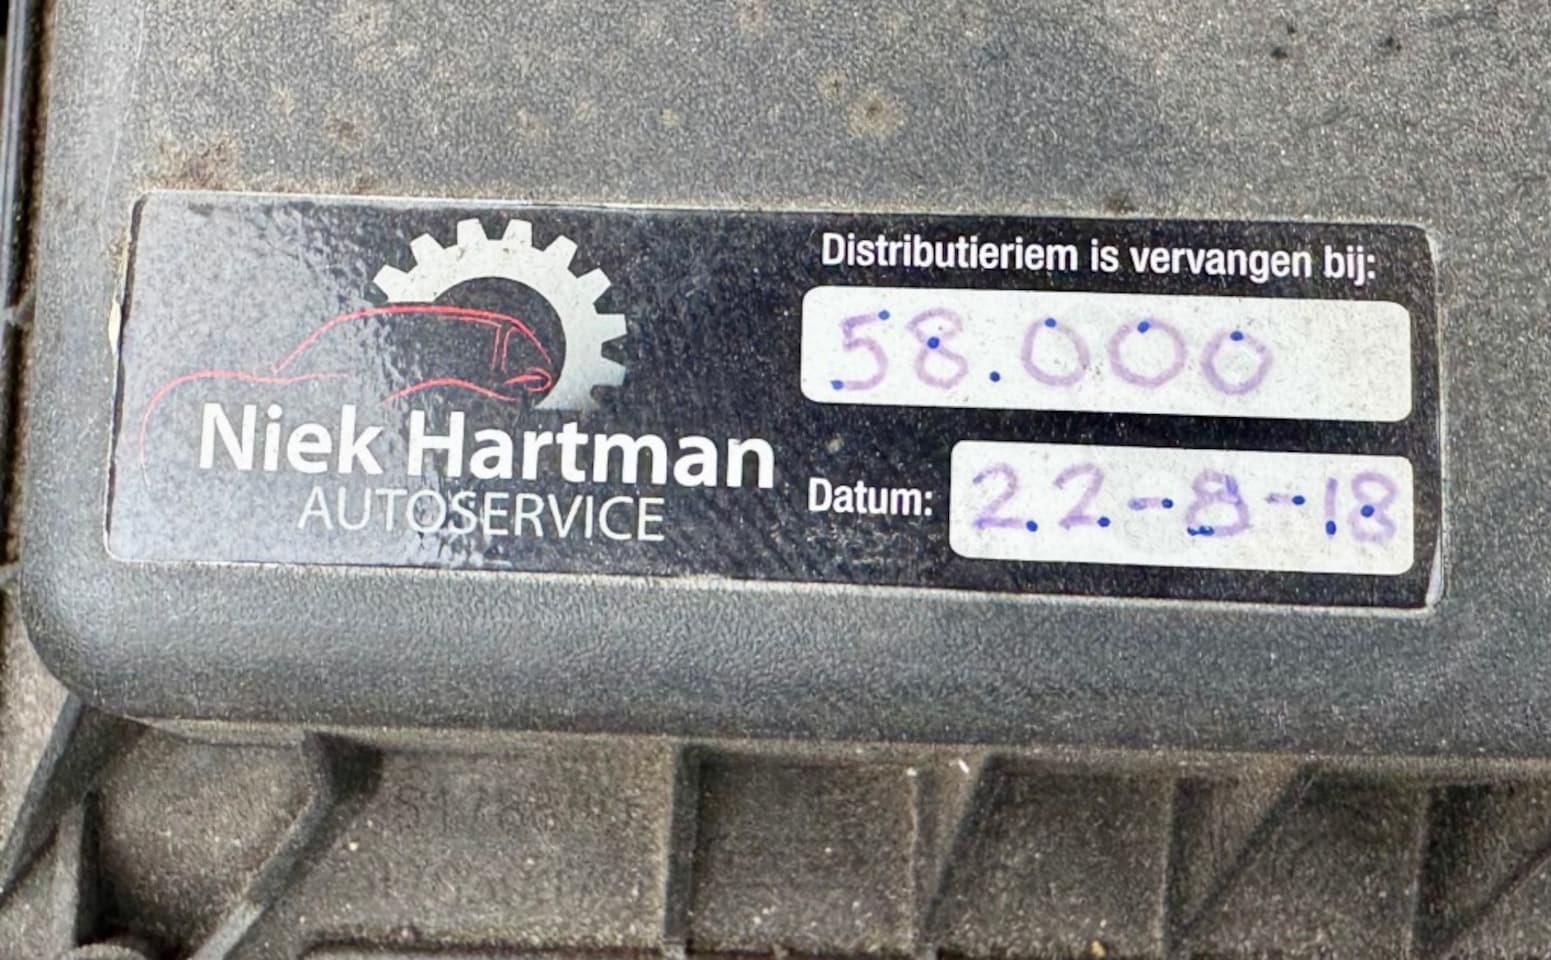 Niek Hartman
AUTOSERVICE
Distributieriem is vervangen bij:
58.000
Datum: 22-8-18